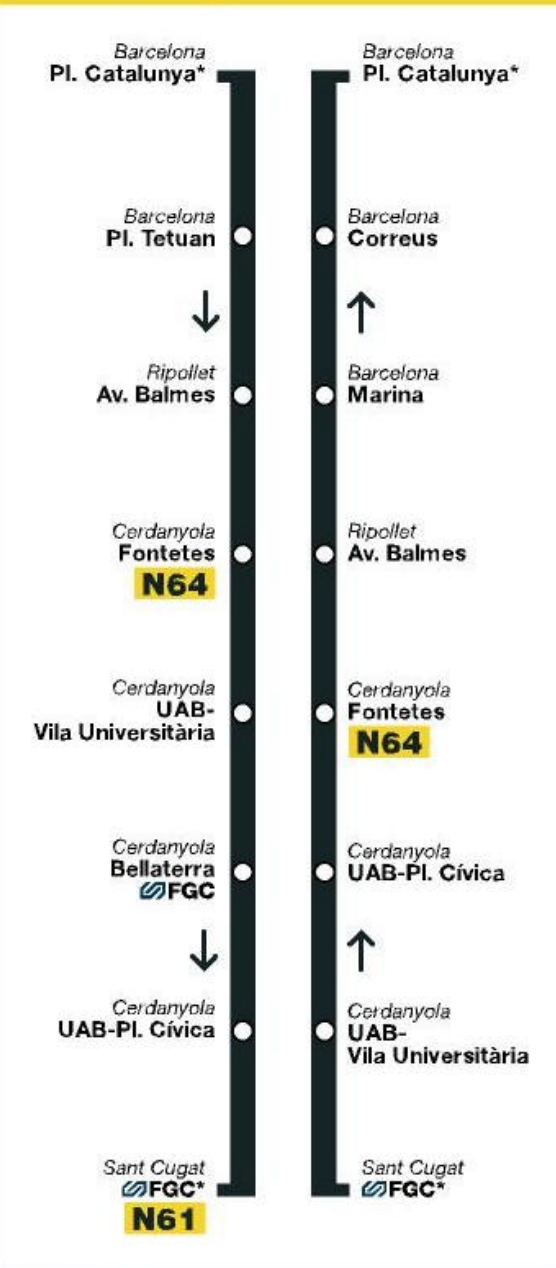 Barcelona
Pl. Catalunya*
Barcelona
Pl. Tetuan
Ripollet
Av. Balmes
Cerdanyola
Fontetes
N64
Cerdanyola
UAB-
Vila Universitària
Cerdanyola
Bellaterra
FGC
Cerdanyola
UAB-Pl. Cívica
Sant Cugat
FGC*
N61
Barcelona
Pl. Catalunya*
Barcelona
Correus
Barcelona
Marina
Ripollet
Av. Balmes
Cerdanyola
Fontetes
N64
Cerdanyola
UAB-Pl. Cívica
Cerdanyola
UAB-
Vila Universitària
Sant Cugat
FGC*